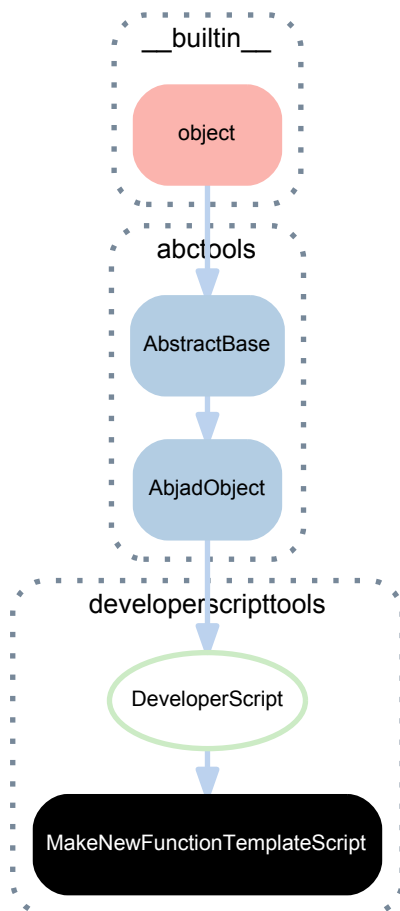 __builtin__
object
abctools
AbstractBase
AbjadObject
developerscripttools
DeveloperScript
MakeNewFunctionTemplateScript